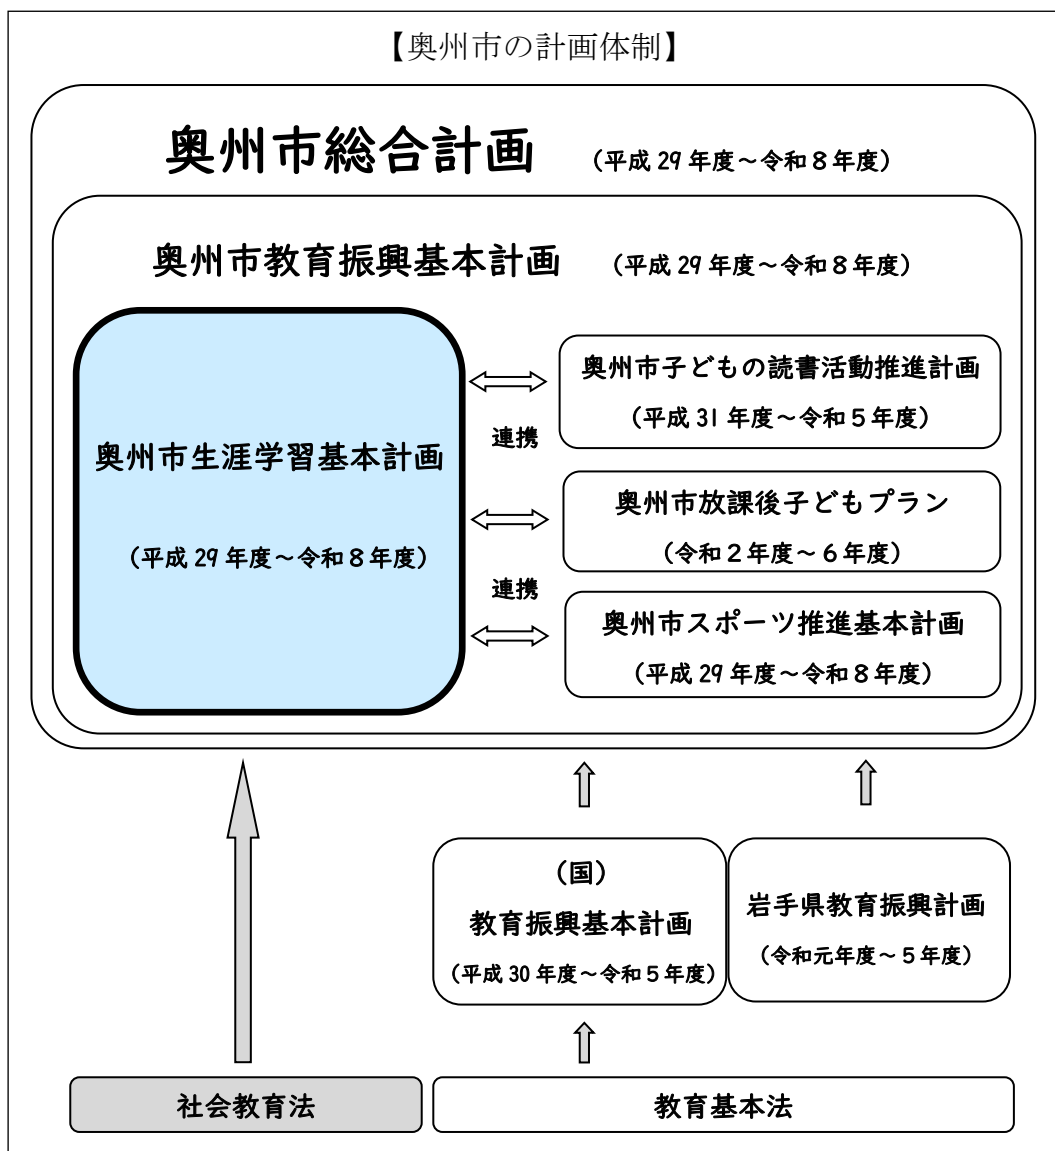 【奥州市の計画体制】
奥州市総合計画 （平成29年度～令和８年度）
奥州市教育振興基本計画 （平成29年度～令和８年度）
奥州市生涯学習基本計画
（平成29年度～令和８年度）
連携
連携
奥州市子どもの読書活動推進計画
（平成31年度～令和５年度）
奥州市放課後子どもプラン
（令和２年度～６年度）
奥州市スポーツ推進基本計画
（平成29年度～令和８年度）
（国）
教育振興基本計画
（平成30年度～令和５年度）
岩手県教育振興計画
（令和元年度～５年度）
社会教育法
教育基本法